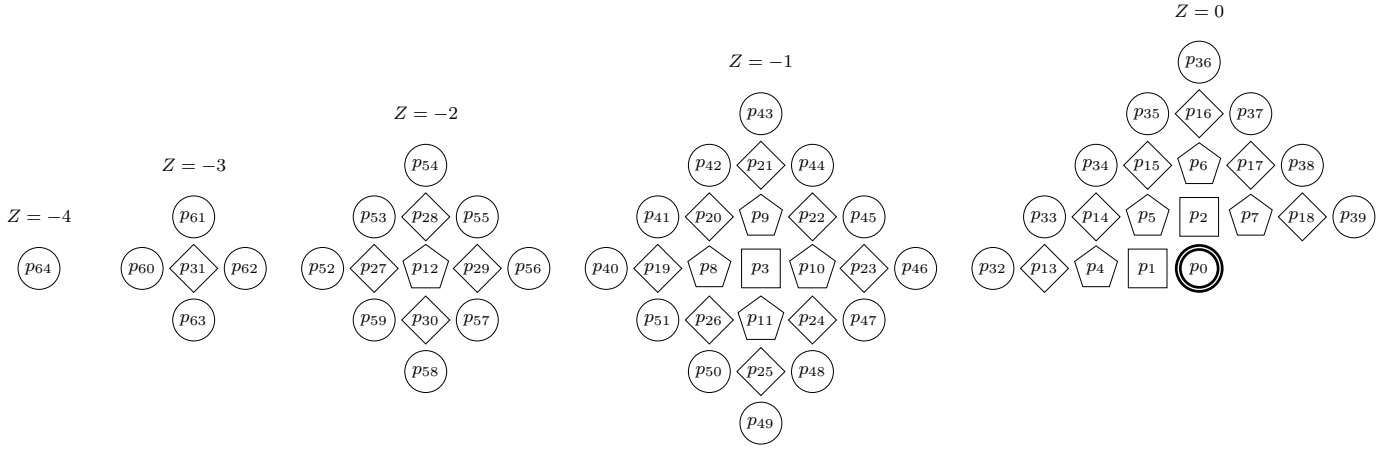 Z = 0
p36
Z = −1
p35 p16 p37
Z = −2
p43
p34 p15 p6 p17 p38
Z = −3
p54
p42 p21 p44
p33 p14 p5 p2 p7 p18 p39
Z = −4
p61
p53 p28 p55
p41 p20 p9 p22 p45
p32 p13 p4 p1 p0
p64
p60 p31 p62
p52 p27 p12 p29 p56
p40 p19 p8 p3 p10 p23 p46
p63
p59 p30 p57
p51 p26 p11 p24 p47
p58
p50 p25 p48
p49